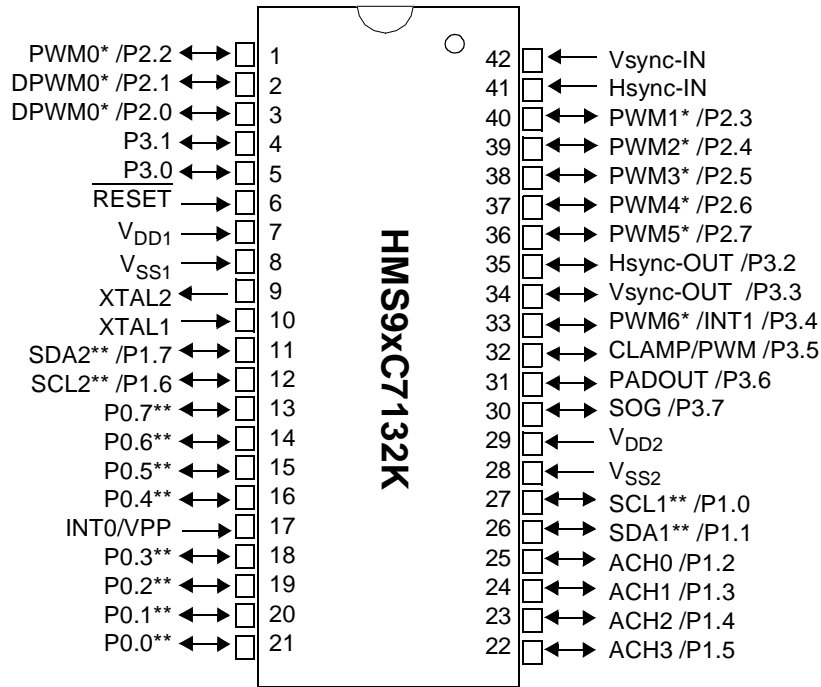 PWM0* /P2.2 1
DPWM0* /P2.1 2
DPWM0* /P2.0 3
P3.1 4
P3.0 5
RESET 6
VDD1 7
VSS1 8
XTAL2 9
XTAL1 10
SDA2** /P1.7 11
SCL2** /P1.6 12
P0.7** 13
P0.6** 14
P0.5** 15
P0.4** 16
INT0/VPP 17
P0.3** 18
P0.2** 19
P0.1** 20
P0.0** 21
HMS9xC7132K
42 Vsync-IN
41 Hsync-IN
40 PWM1* /P2.3
39 PWM2* /P2.4
38 PWM3* /P2.5
37 PWM4* /P2.6
36 PWM5* /P2.7
35 Hsync-OUT /P3.2
34 Vsync-OUT /P3.3
33 PWM6* /INT1 /P3.4
32 CLAMP/PWM /P3.5
31 PADOUT /P3.6
30 SOG /P3.7
29 VDD2
28 VSS2
27 SCL1** /P1.0
26 SDA1** /P1.1
25 ACH0 /P1.2
24 ACH1 /P1.3
23 ACH2 /P1.4
22 ACH3 /P1.5